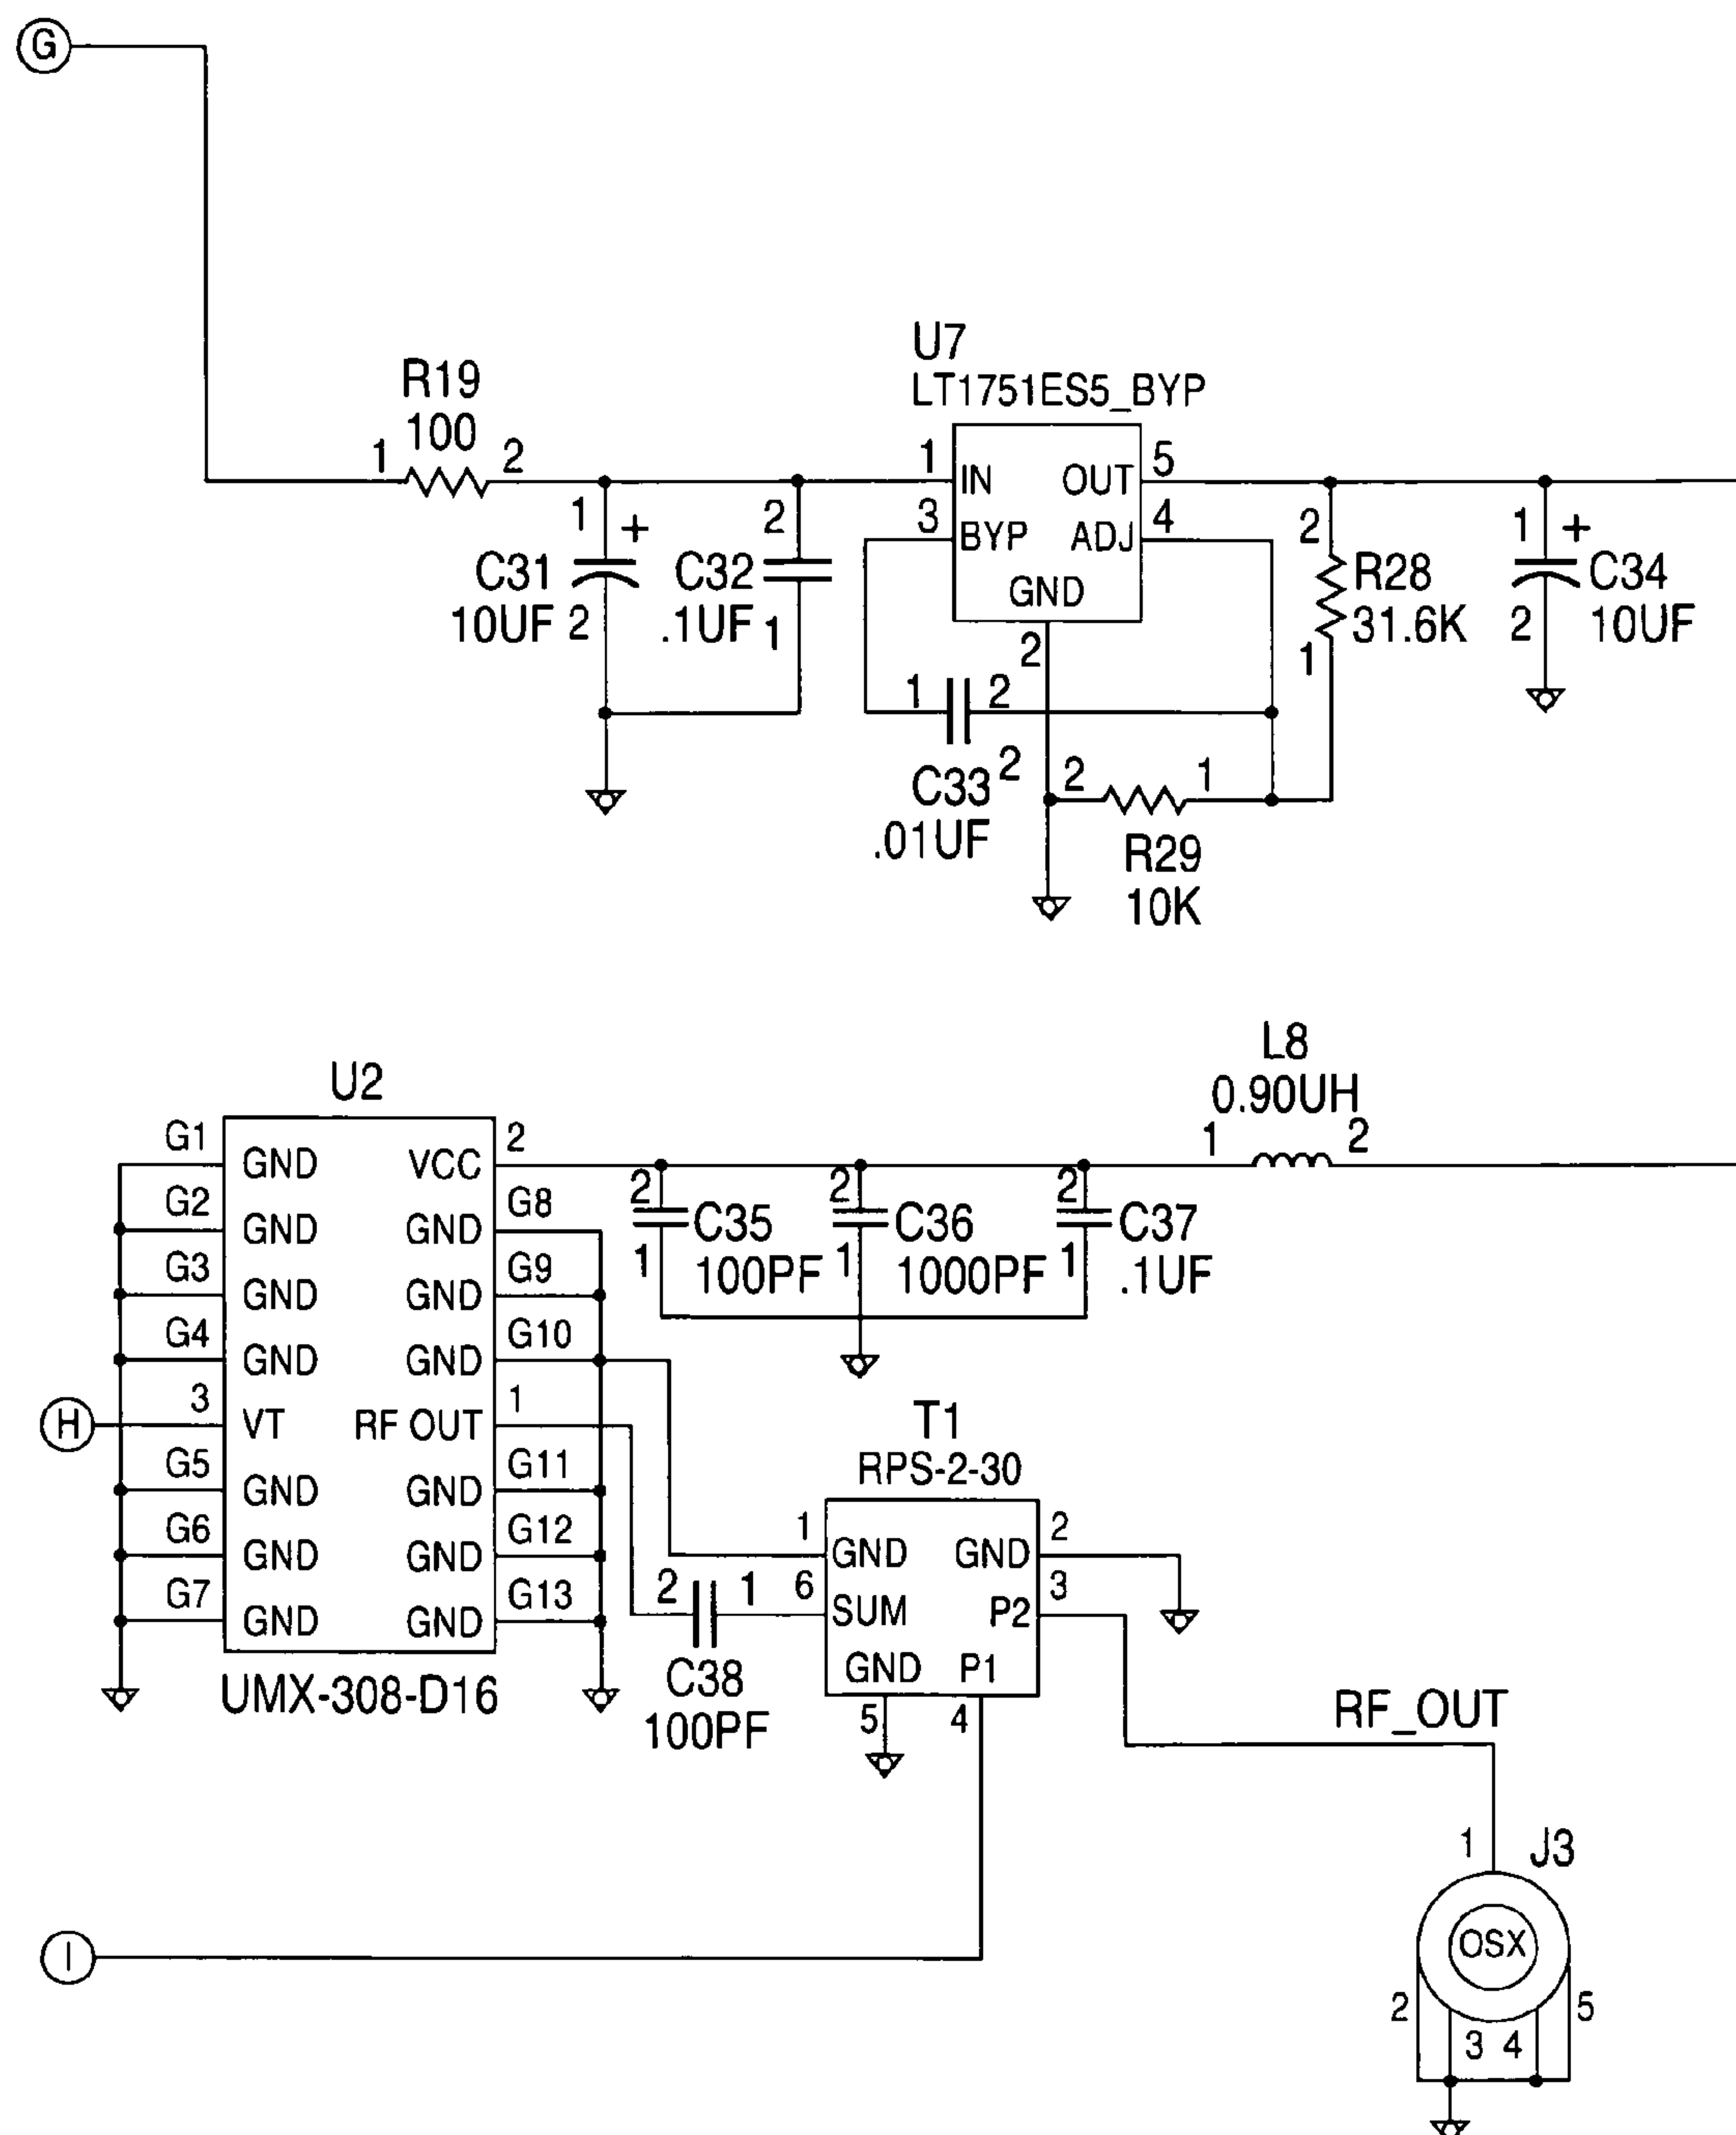 G
R19
100
1
2
1
+
C31
10UF
2
2
C32
.1UF
1
U7
LT1751ES5_BYP
1
IN
OUT
5
3
BYP
ADJ
4
GND
2
1
2
C33
2
.01UF
2
1
R29
10K
2
R28
31.6K
1
1
+
C34
10UF
2
L8
0.90UH
1
2
U2
G1
GND
VCC
2
G2
GND
GND
G8
G3
GND
GND
G9
G4
GND
GND
G10
H
3
VT
RF OUT
1
G5
GND
GND
G11
G6
GND
GND
G12
G7
GND
GND
G13
UMX-308-D16
2
C35
1
100PF
2
C36
1
1000PF
2
C37
1
.1UF
T1
RPS-2-30
1
GND
GND
2
2
1
6
SUM
P2
3
GND
P1
C38
100PF
5
4
RF_OUT
1
J3
OSX
2
3
4
5
I